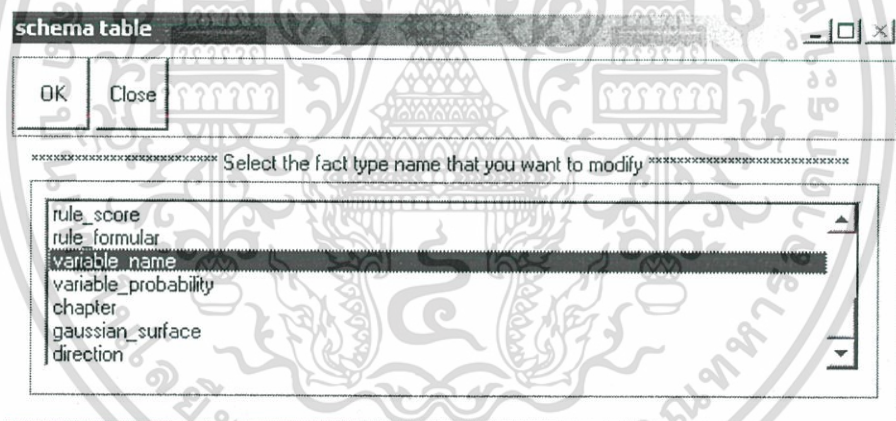 schema table
OK Close
************************ Select the fact type name that you want to modify **************************
rule_score
rule_formular
variable_name
variable_probability
chapter
gaussian_surface
direction